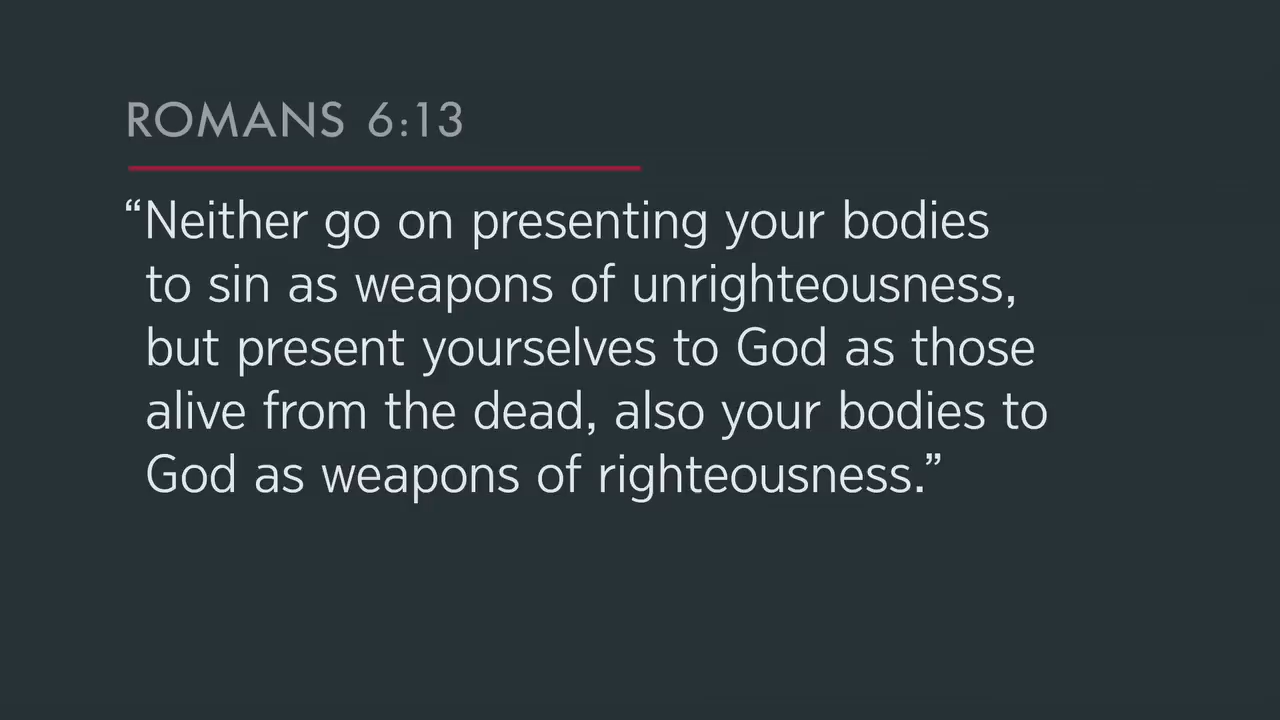 ROMANS 6:13
“Neither go on presenting your bodies
to sin as weapons of unrighteousness,
but present yourselves to God as those
alive from the dead, also your bodies to
God as weapons of righteousness.”